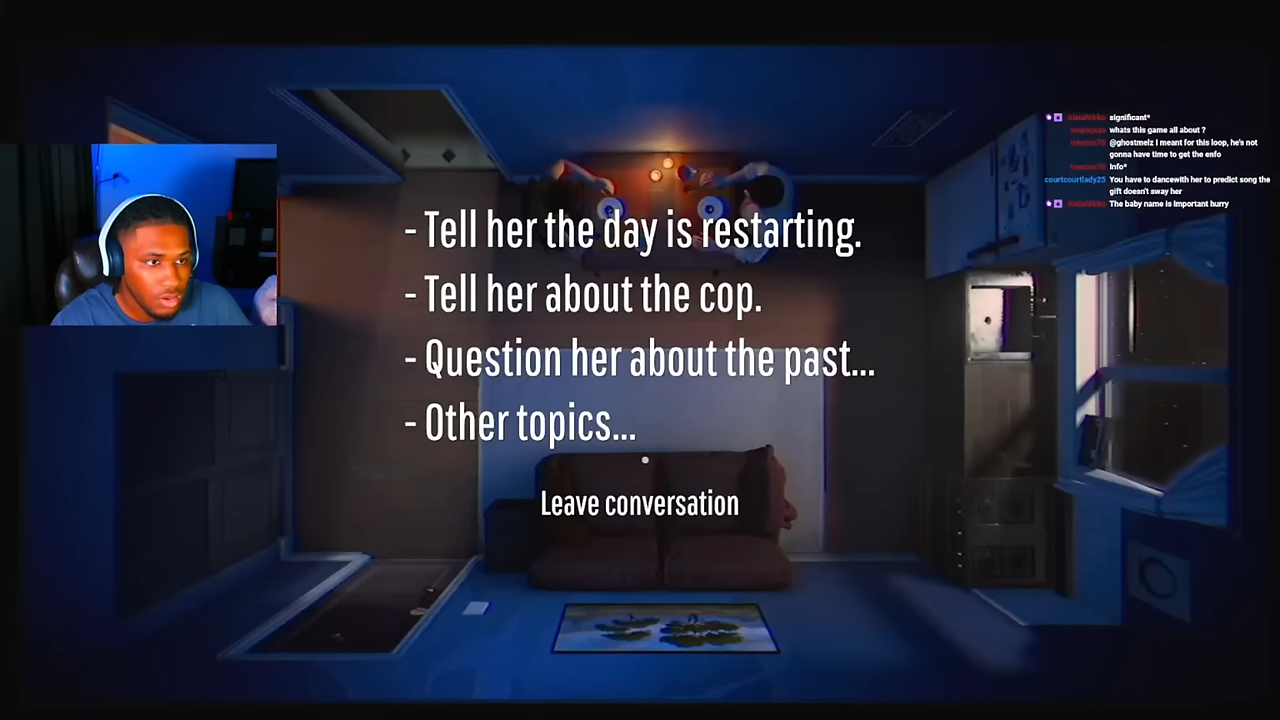 - Tell her the day is restarting.
- Tell her about the cop.
- Question her about the past...
- Other topics...
Leave conversation
significant*
whats this game all about ?
@ghostmelz I meant for this loop, he's not
gonna have time to get the enfo
Info*
courtcourtlady25 You have to dancewith her to predict song the
gift doesn't sway her
The baby name is important hurry